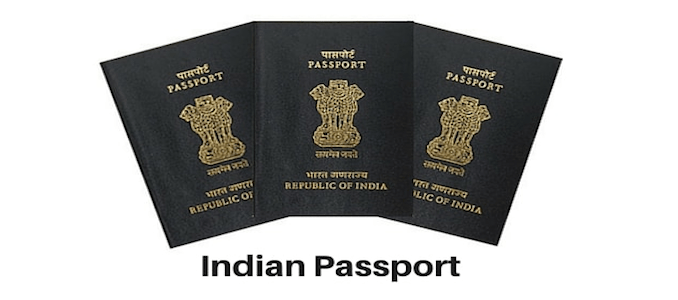 पासपोर्ट
PASSPORT
सत्यमेव जयते
भारत गणराज्य
REPUBLIC OF INDIA
पासपोर्ट
PASSPORT
सत्यमेव जयते
भारत गणराज्य
REPUBLIC OF INDIA
पासपोर्ट
PASSPORT
सत्यमेव जयते
भारत गणराज्य
REPUBLIC OF INDIA
Indian Passport